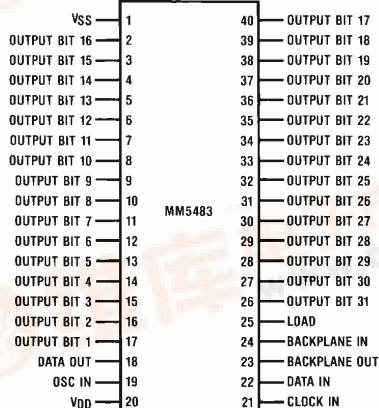 VSS 1 40 OUTPUT BIT 17
OUTPUT BIT 16 2 39 OUTPUT BIT 18
OUTPUT BIT 15 3 38 OUTPUT BIT 19
OUTPUT BIT 14 4 37 OUTPUT BIT 20
OUTPUT BIT 13 5 36 OUTPUT BIT 21
OUTPUT BIT 12 6 35 OUTPUT BIT 22
OUTPUT BIT 11 7 34 OUTPUT BIT 23
OUTPUT BIT 10 8 33 OUTPUT BIT 24
OUTPUT BIT 9 9 32 OUTPUT BIT 25
OUTPUT BIT 8 10 31 OUTPUT BIT 26
MM5483
OUTPUT BIT 7 11 30 OUTPUT BIT 27
OUTPUT BIT 6 12 29 OUTPUT BIT 28
OUTPUT BIT 5 13 28 OUTPUT BIT 29
OUTPUT BIT 4 14 27 OUTPUT BIT 30
OUTPUT BIT 3 15 26 OUTPUT BIT 31
OUTPUT BIT 2 16 25 LOAD
OUTPUT BIT 1 17 24 BACKPLANE IN
DATA OUT 18 23 BACKPLANE OUT
OSC IN 19 22 DATA IN
VDD 20 21 CLOCK IN